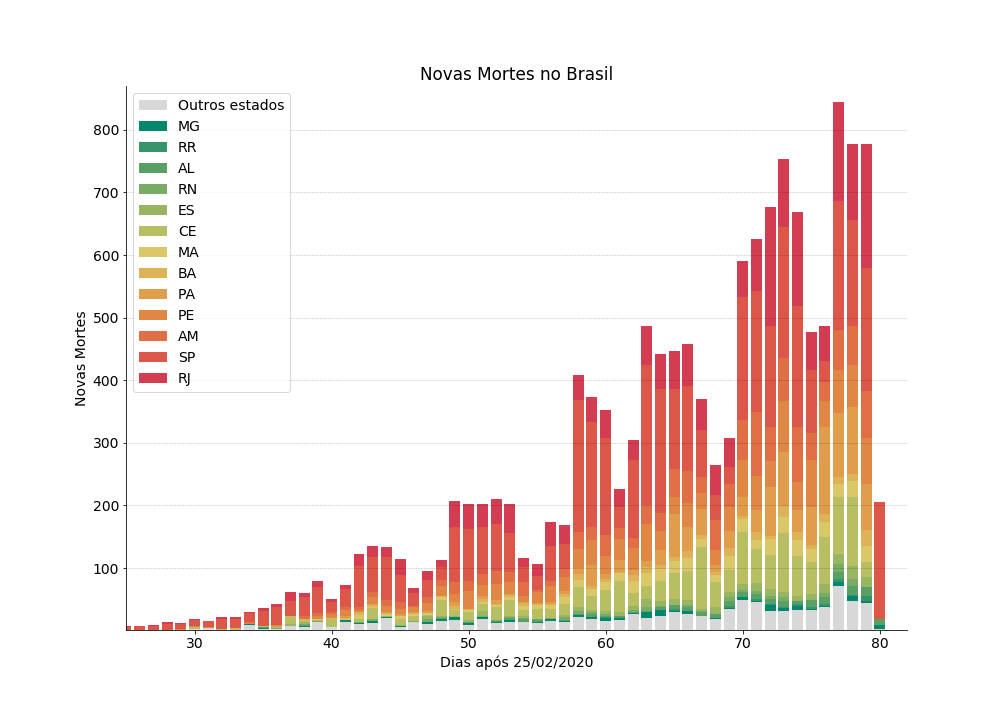 Novas Mortes no Brasil
Outros estados
MG
RR
AL
RN
ES
CE
MA
BA
PA
PE
AM
SP
RJ
Novas Mortes
800
700
600
500
400
300
200
100
30
40
50
60
70
80
Dias após 25/02/2020